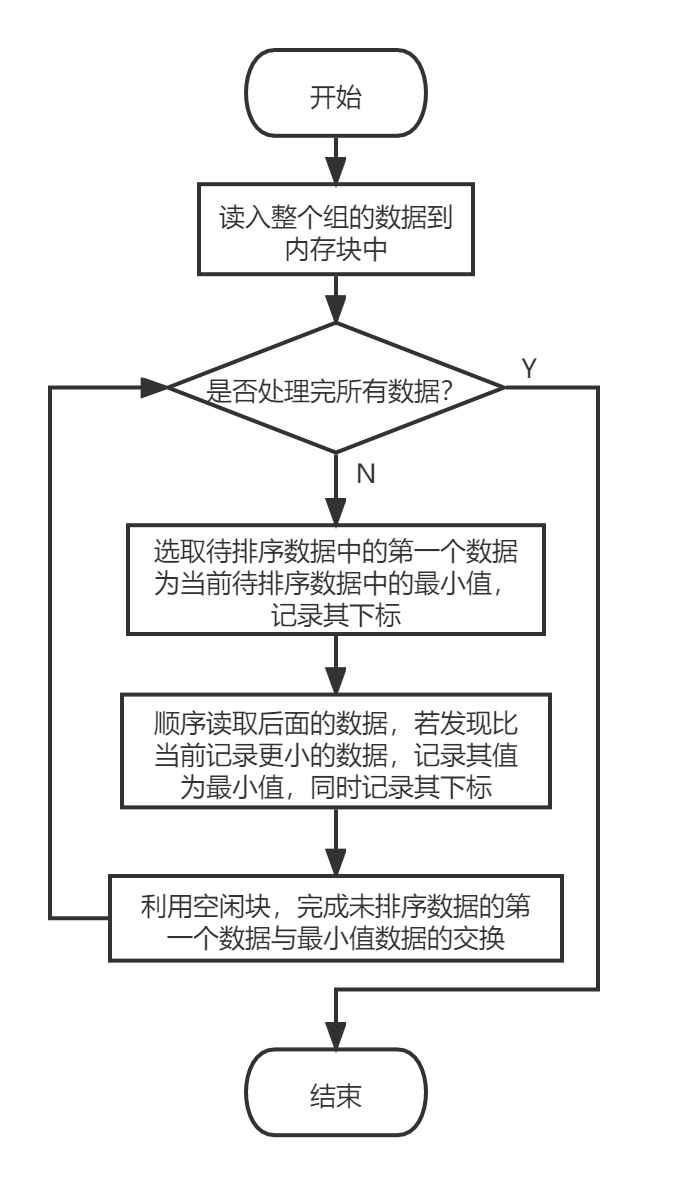 开始
读入整个组的数据到
内存块中
是否处理完所有数据？
Y
N
选取待排序数据中的第一个数据
为当前待排序数据中的最小值，
记录其下标
顺序读取后面的数据，若发现比
当前记录更小的数据，记录其值
为最小值，同时记录其下标
利用空闲块，完成未排序数据的第
一个数据与最小值数据的交换
结束